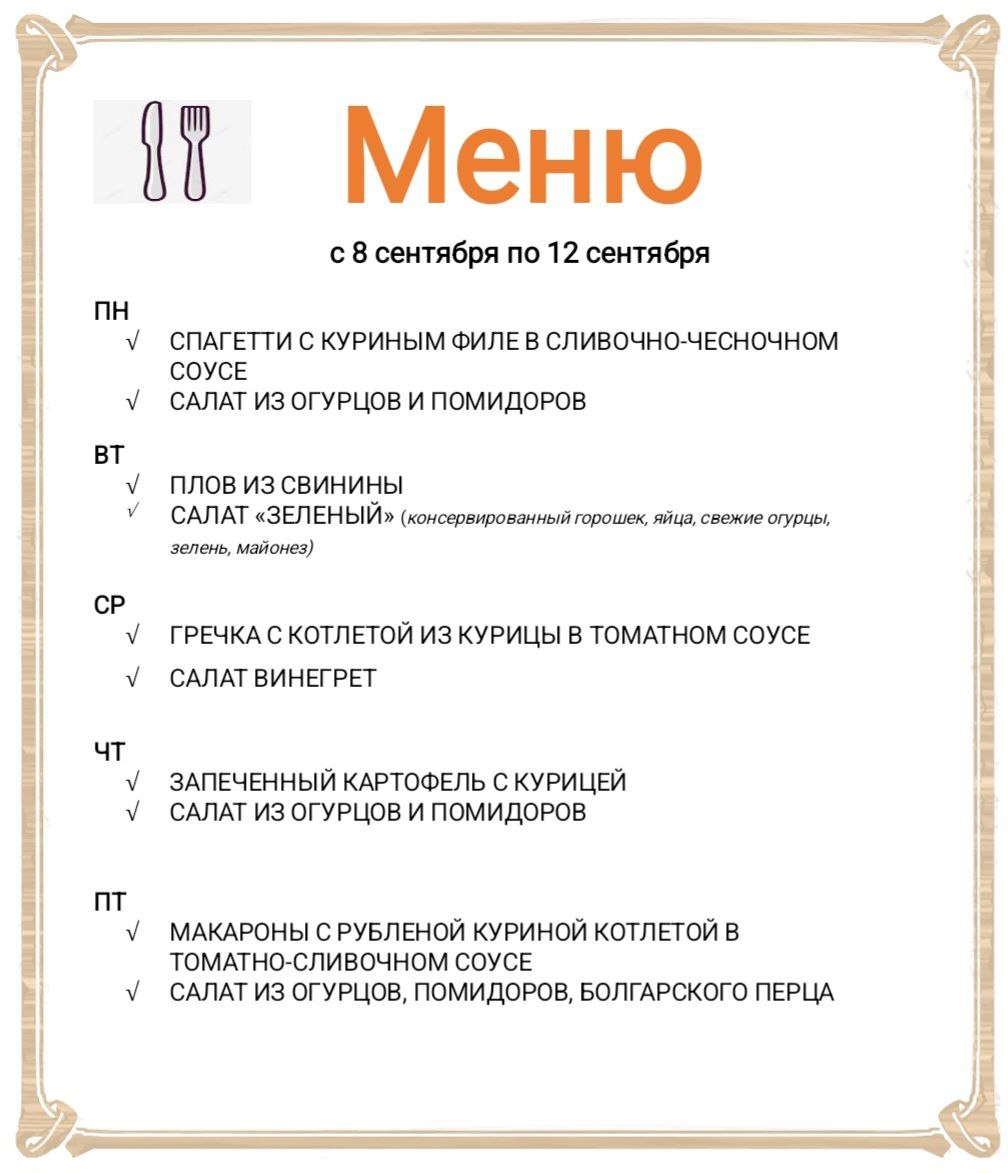 Меню
с 8 сентября по 12 сентября
ПН
√ СПАГЕТТИ С КУРИНЫМ ФИЛЕ В СЛИВОЧНО-ЧЕСНОЧНОМ
СОУСЕ
√ САЛАТ ИЗ ОГУРЦОВ И ПОМИДОРОВ
ВТ
√ ПЛОВ ИЗ СВИНИНЫ
√ САЛАТ «ЗЕЛЕНЫЙ» (консервированный горошек, яйца, свежие огурцы,
зелень, майонез)
СР
√ ГРЕЧКА С КОТЛЕТОЙ ИЗ КУРИЦЫ В ТОМАТНОМ СОУСЕ
√ САЛАТ ВИНЕГРЕТ
ЧТ
√ ЗАПЕЧЕННЫЙ КАРТОФЕЛЬ С КУРИЦЕЙ
√ САЛАТ ИЗ ОГУРЦОВ И ПОМИДОРОВ
ПТ
√ МАКАРОНЫ С РУБЛЕНОЙ КУРИНОЙ КОТЛЕТОЙ В
ТОМАТНО-СЛИВОЧНОМ СОУСЕ
√ САЛАТ ИЗ ОГУРЦОВ, ПОМИДОРОВ, БОЛГАРСКОГО ПЕРЦА